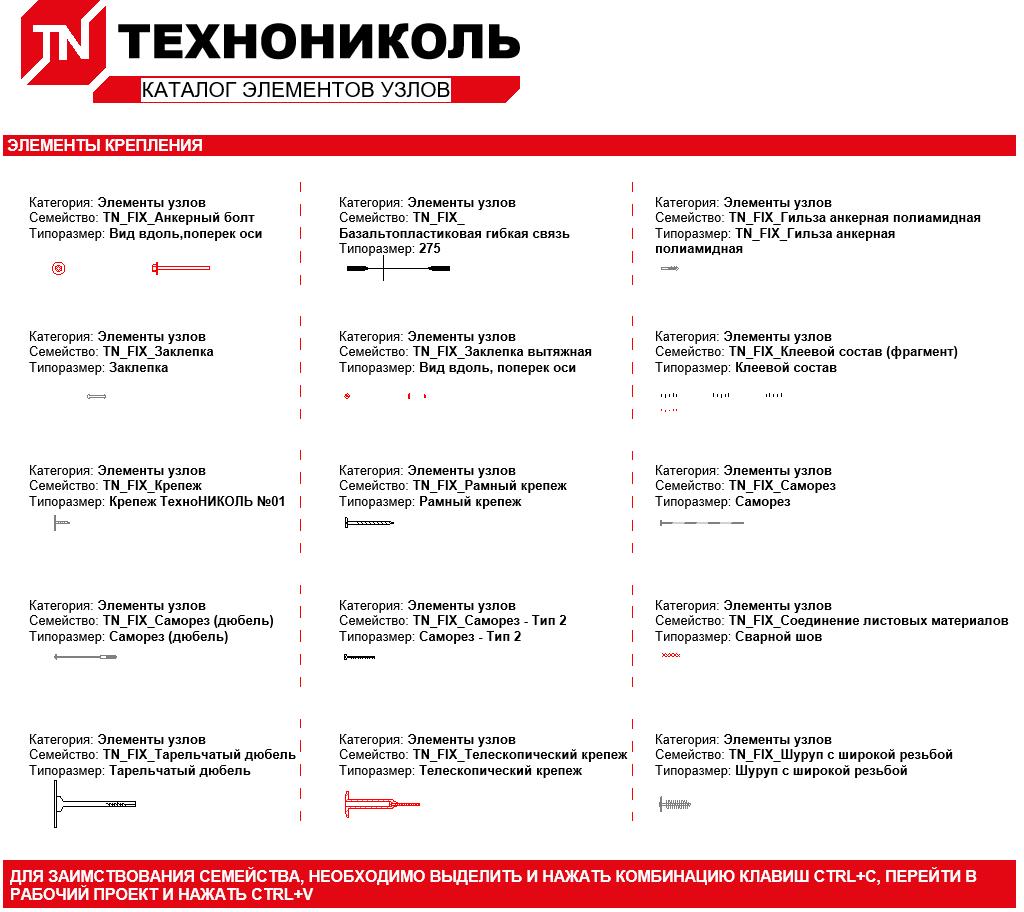 TN ТЕХНОНИКОЛЬ
КАТАЛОГ ЭЛЕМЕНТОВ УЗЛОВ
ЭЛЕМЕНТЫ КРЕПЛЕНИЯ
Категория: Элементы узлов
Семейство: TN_FIX_Анкерный болт
Типоразмер: Вид вдоль,поперек оси
Категория: Элементы узлов
Семейство: TN_FIX_
Базальтопластиковая гибкая связь
Типоразмер: 275
Категория: Элементы узлов
Семейство: TN_FIX_Гильза анкерная полиамидная
Типоразмер: TN_FIX_Гильза анкерная
полиамидная
Категория: Элементы узлов
Семейство: TN_FIX_Заклепка
Типоразмер: Заклепка
Категория: Элементы узлов
Семейство: TN_FIX_Заклепка вытяжная
Типоразмер: Вид вдоль, поперек оси
Категория: Элементы узлов
Семейство: TN_FIX_Клеевой состав (фрагмент)
Типоразмер: Клеевой состав
Категория: Элементы узлов
Семейство: TN_FIX_Крепеж
Типоразмер: Крепеж ТехноНИКОЛЬ №01
Категория: Элементы узлов
Семейство: TN_FIX_Рамный крепеж
Типоразмер: Рамный крепеж
Категория: Элементы узлов
Семейство: TN_FIX_Саморез
Типоразмер: Саморез
Категория: Элементы узлов
Семейство: TN_FIX_Саморез (дюбель)
Типоразмер: Саморез (дюбель)
Категория: Элементы узлов
Семейство: TN_FIX_Саморез - Тип 2
Типоразмер: Саморез - Тип 2
Категория: Элементы узлов
Семейство: TN_FIX_Соединение листовых материалов
Типоразмер: Сварной шов
Категория: Элементы узлов
Семейство: TN_FIX_Тарельчатый дюбель
Типоразмер: Тарельчатый дюбель
Категория: Элементы узлов
Семейство: TN_FIX_Телескопический крепеж
Типоразмер: Телескопический крепеж
Категория: Элементы узлов
Семейство: TN_FIX_Шуруп с широкой резьбой
Типоразмер: Шуруп с широкой резьбой
ДЛЯ ЗАИМСТВОВАНИЯ СЕМЕЙСТВА, НЕОБХОДИМО ВЫДЕЛИТЬ И НАЖАТЬ КОМБИНАЦИЮ КЛАВИШ CTRL+C, ПЕРЕЙТИ В
РАБОЧИЙ ПРОЕКТ И НАЖАТЬ CTRL+V